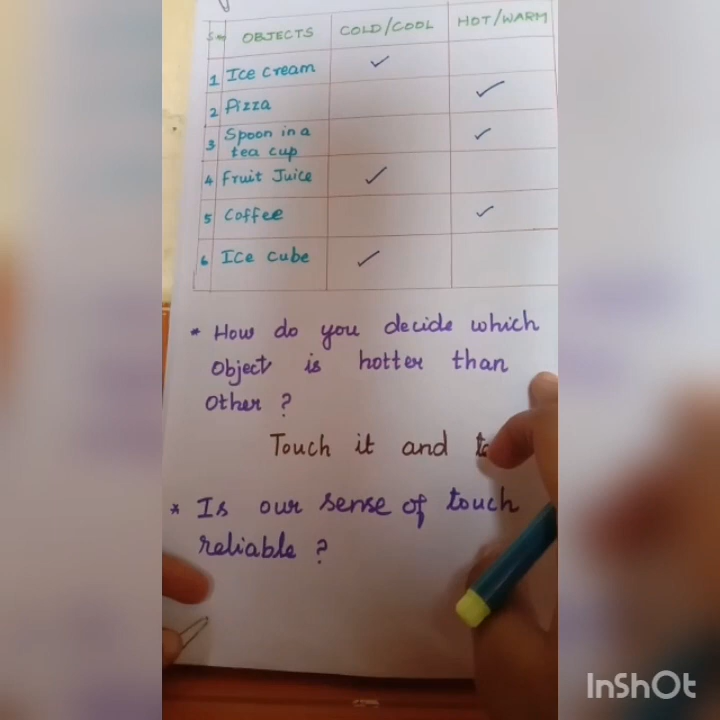 S.no OBJECTS COLD/COOL HOT/WARM
1 Ice cream ✓
2 Pizza ✓
3 Spoon in a
tea cup ✓
4 Fruit Juice ✓
5 Coffee ✓
6 Ice cube ✓
* How do you decide which
object is hotter than
other ?
Touch it and
* Is our sense of touch
reliable ?
InShOt